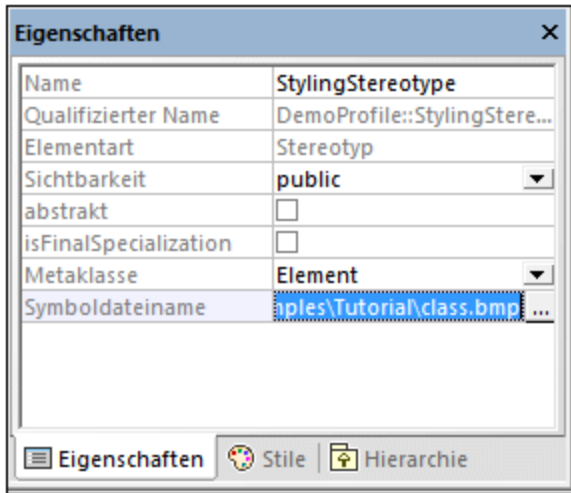 Eigenschaften
Name StylingStereotype
Qualifizierter Name DemoProfile::StylingStere...
Elementart Stereotyp
Sichtbarkeit public
abstrakt
isFinalSpecialization
Metaklasse Element
Symboldateiname nples\Tutorial\class.bmp ...
Eigenschaften Stile Hierarchie